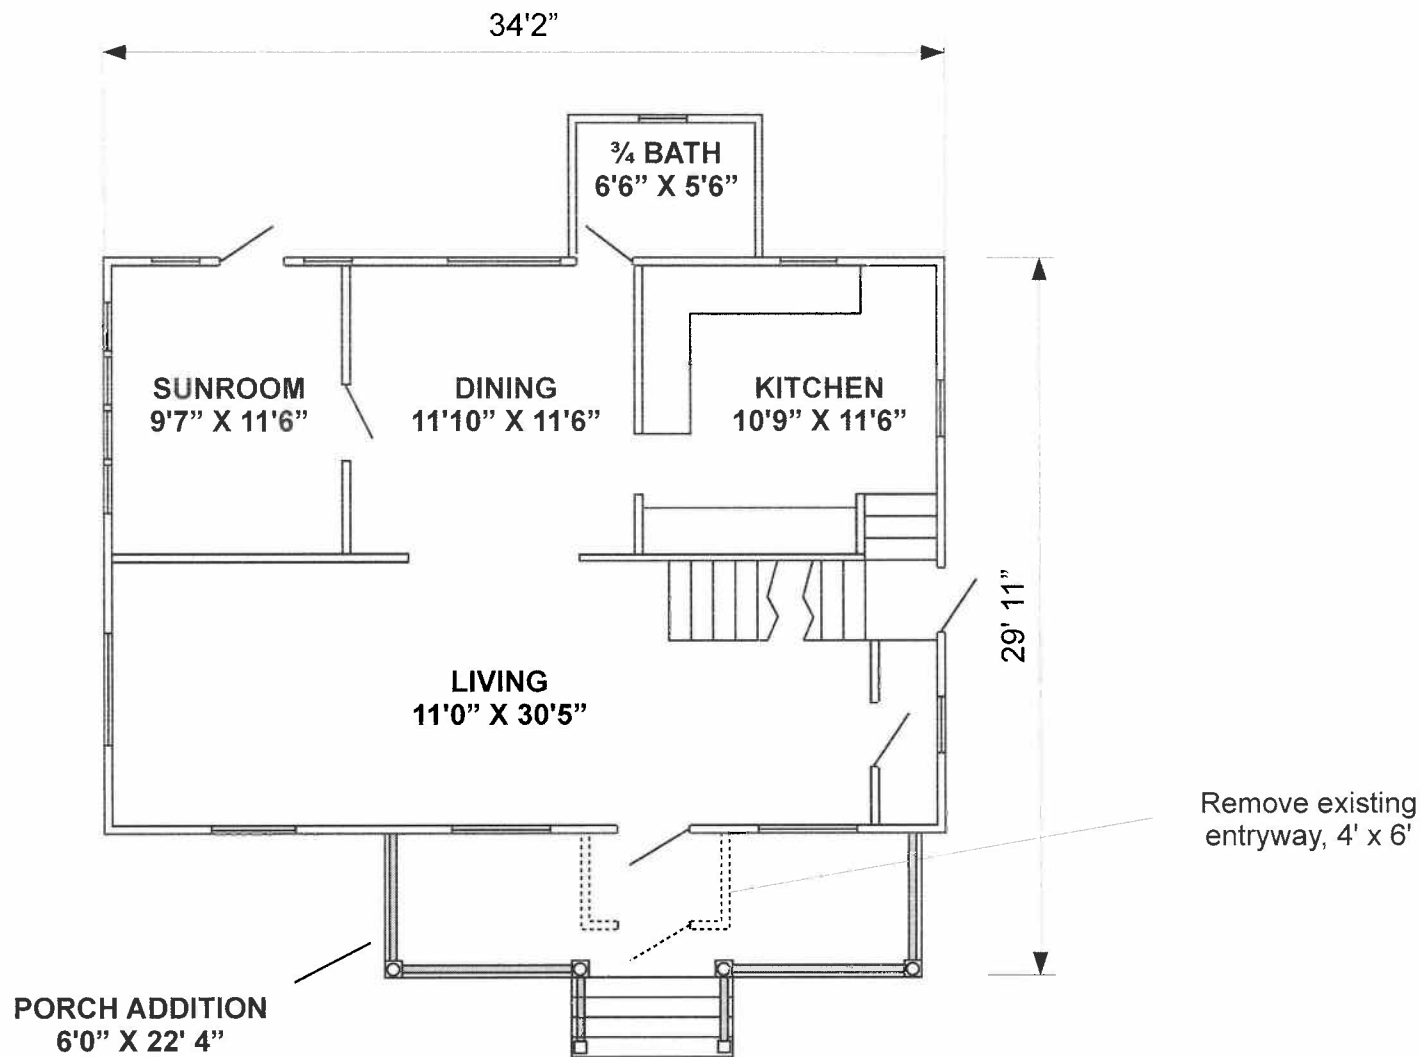 34'2”
¾ BATH
6'6” X 5'6”
SUNROOM
9'7” X 11'6”
DINING
11'10” X 11'6”
KITCHEN
10'9” X 11'6”
29' 11”
LIVING
11'0” X 30'5”
Remove existing
entryway, 4' x 6'
PORCH ADDITION
6'0” X 22' 4”